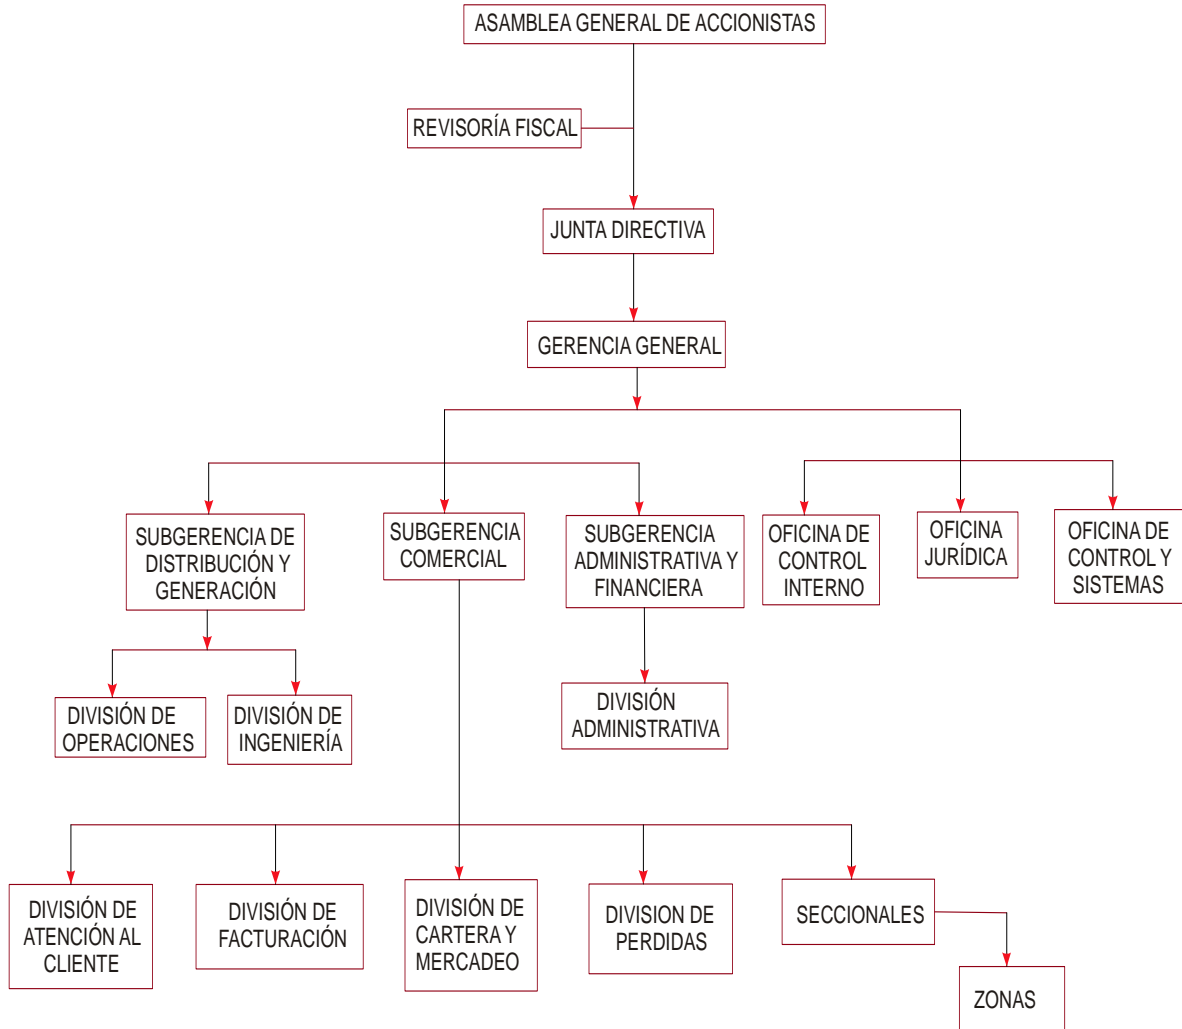 ASAMBLEA GENERAL DE ACCIONISTAS
REVISORÍA FISCAL
JUNTA DIRECTIVA
GERENCIA GENERAL
SUBGERENCIA DE
DISTRIBUCIÓN Y
GENERACIÓN
SUBGERENCIA
COMERCIAL
SUBGERENCIA
ADMINISTRATIVA Y
FINANCIERA
OFICINA DE
CONTROL
INTERNO
OFICINA
JURÍDICA
OFICINA DE
CONTROL Y
SISTEMAS
DIVISIÓN DE
OPERACIONES
DIVISIÓN DE
INGENIERÍA
DIVISIÓN
ADMINISTRATIVA
DIVISIÓN DE
ATENCIÓN AL
CLIENTE
DIVISIÓN DE
FACTURACIÓN
DIVISIÓN DE
CARTERA Y
MERCADEO
DIVISION DE
PERDIDAS
SECCIONALES
ZONAS